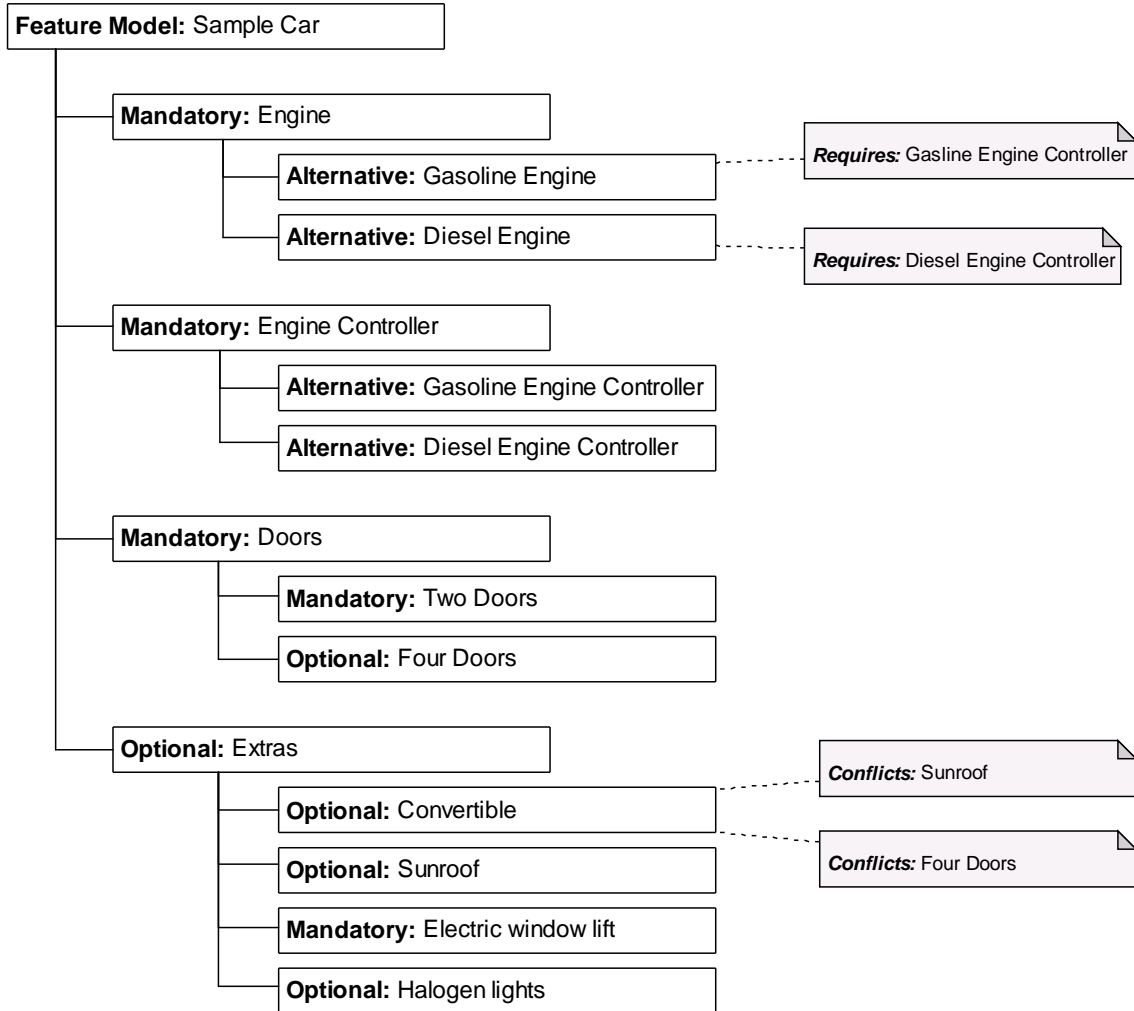 Feature Model: Sample Car
Mandatory: Engine
Alternative: Gasoline Engine
Requires: Gasline Engine Controller
Alternative: Diesel Engine
Requires: Diesel Engine Controller
Mandatory: Engine Controller
Alternative: Gasoline Engine Controller
Alternative: Diesel Engine Controller
Mandatory: Doors
Mandatory: Two Doors
Optional: Four Doors
Optional: Extras
Conflicts: Sunroof
Optional: Convertible
Conflicts: Four Doors
Optional: Sunroof
Mandatory: Electric window lift
Optional: Halogen lights